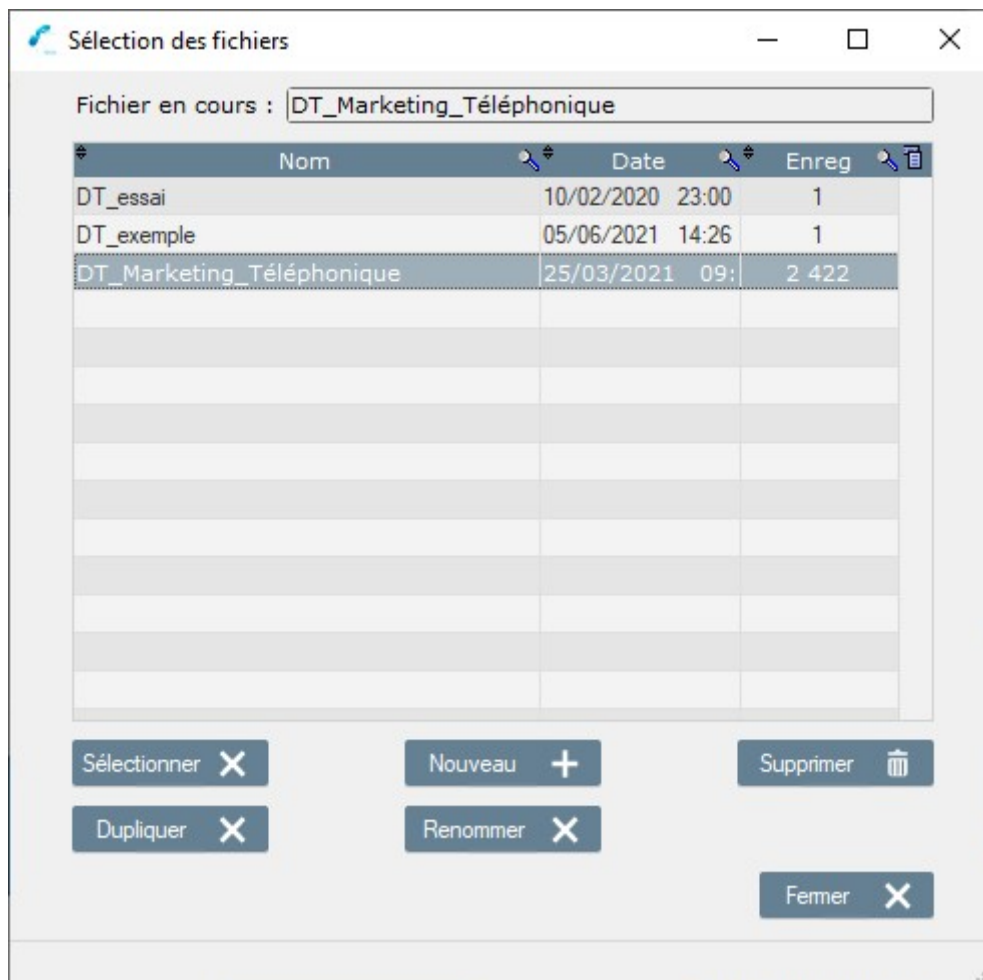 Sélection des fichiers
Fichier en cours : DT_Marketing_Téléphonique
Nom Date Enreg
DT_essai 10/02/2020 23:00 1
DT_exemple 05/06/2021 14:26 1
DT_Marketing_Téléphonique 25/03/2021 09: 2 422
Sélectionner Nouveau Supprimer
Dupliquer Renommer
Fermer